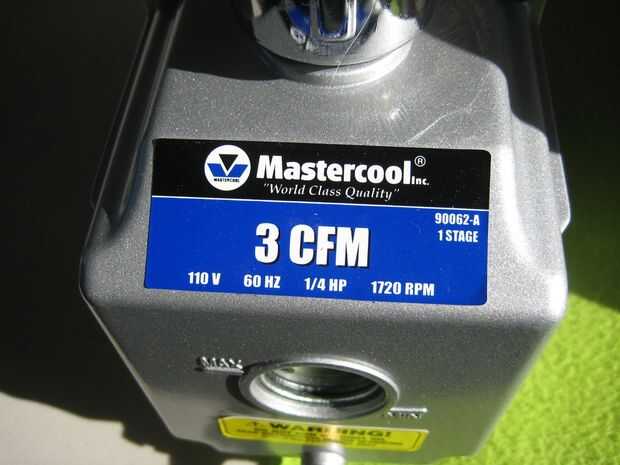 Mastercool®Inc.
MASTERCOOL
"World Class Quality"
90062-A
3 CFM
1 STAGE
110 V 60 HZ 1/4 HP 1720 RPM
MAX
MIN
WARNING!